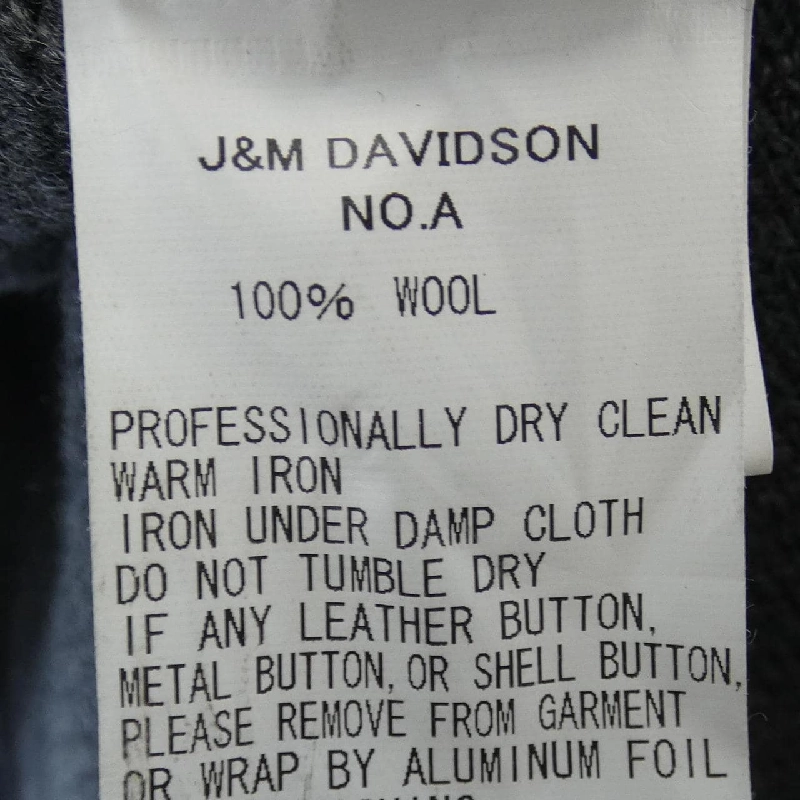 J&M DAVIDSON
NO.A
100% WOOL
PROFESSIONALLY DRY CLEAN
WARM IRON
IRON UNDER DAMP CLOTH
DO NOT TUMBLE DRY
IF ANY LEATHER BUTTON,
METAL BUTTON,OR SHELL BUTTON,
PLEASE REMOVE FROM GARMENT
OR WRAP BY ALUMINUM FOIL